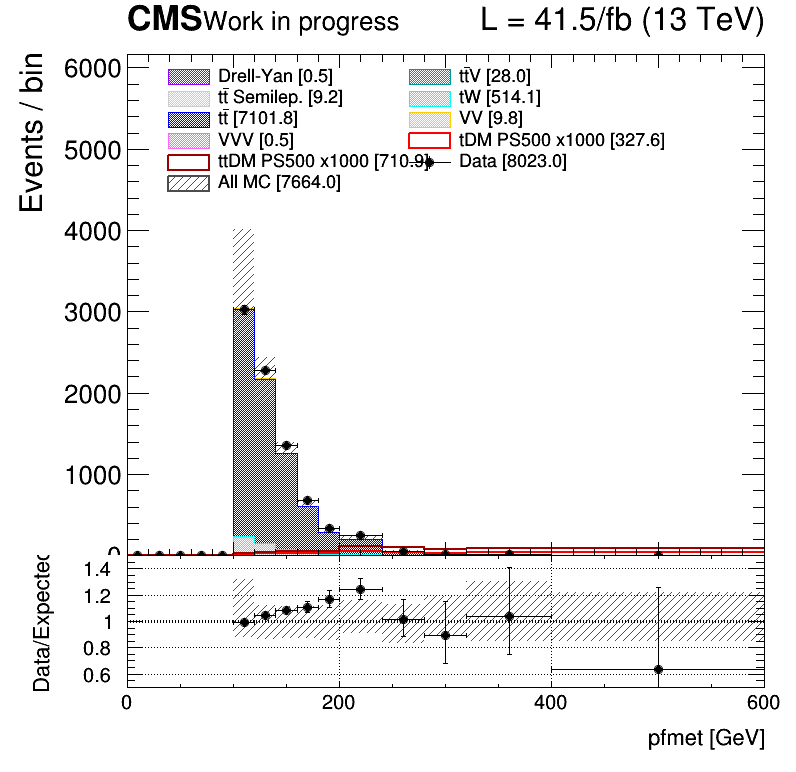 CMS Work in progress L = 41.5/fb (13 TeV)
Events / bin
6000
5000
4000
3000
2000
1000
0
Drell-Yan [0.5] tt̄V [28.0]
tt̄ Semilep. [9.2] tW [514.1]
tt̄ [7101.8] VV [9.8]
VVV [0.5] tDM PS500 x1000 [327.6]
ttDM PS500 x1000 [710.9] Data [8023.0]
All MC [7664.0]
Data/Expected
1.4
1.2
1
0.8
0.6
0 200 400 600
pfmet [GeV]